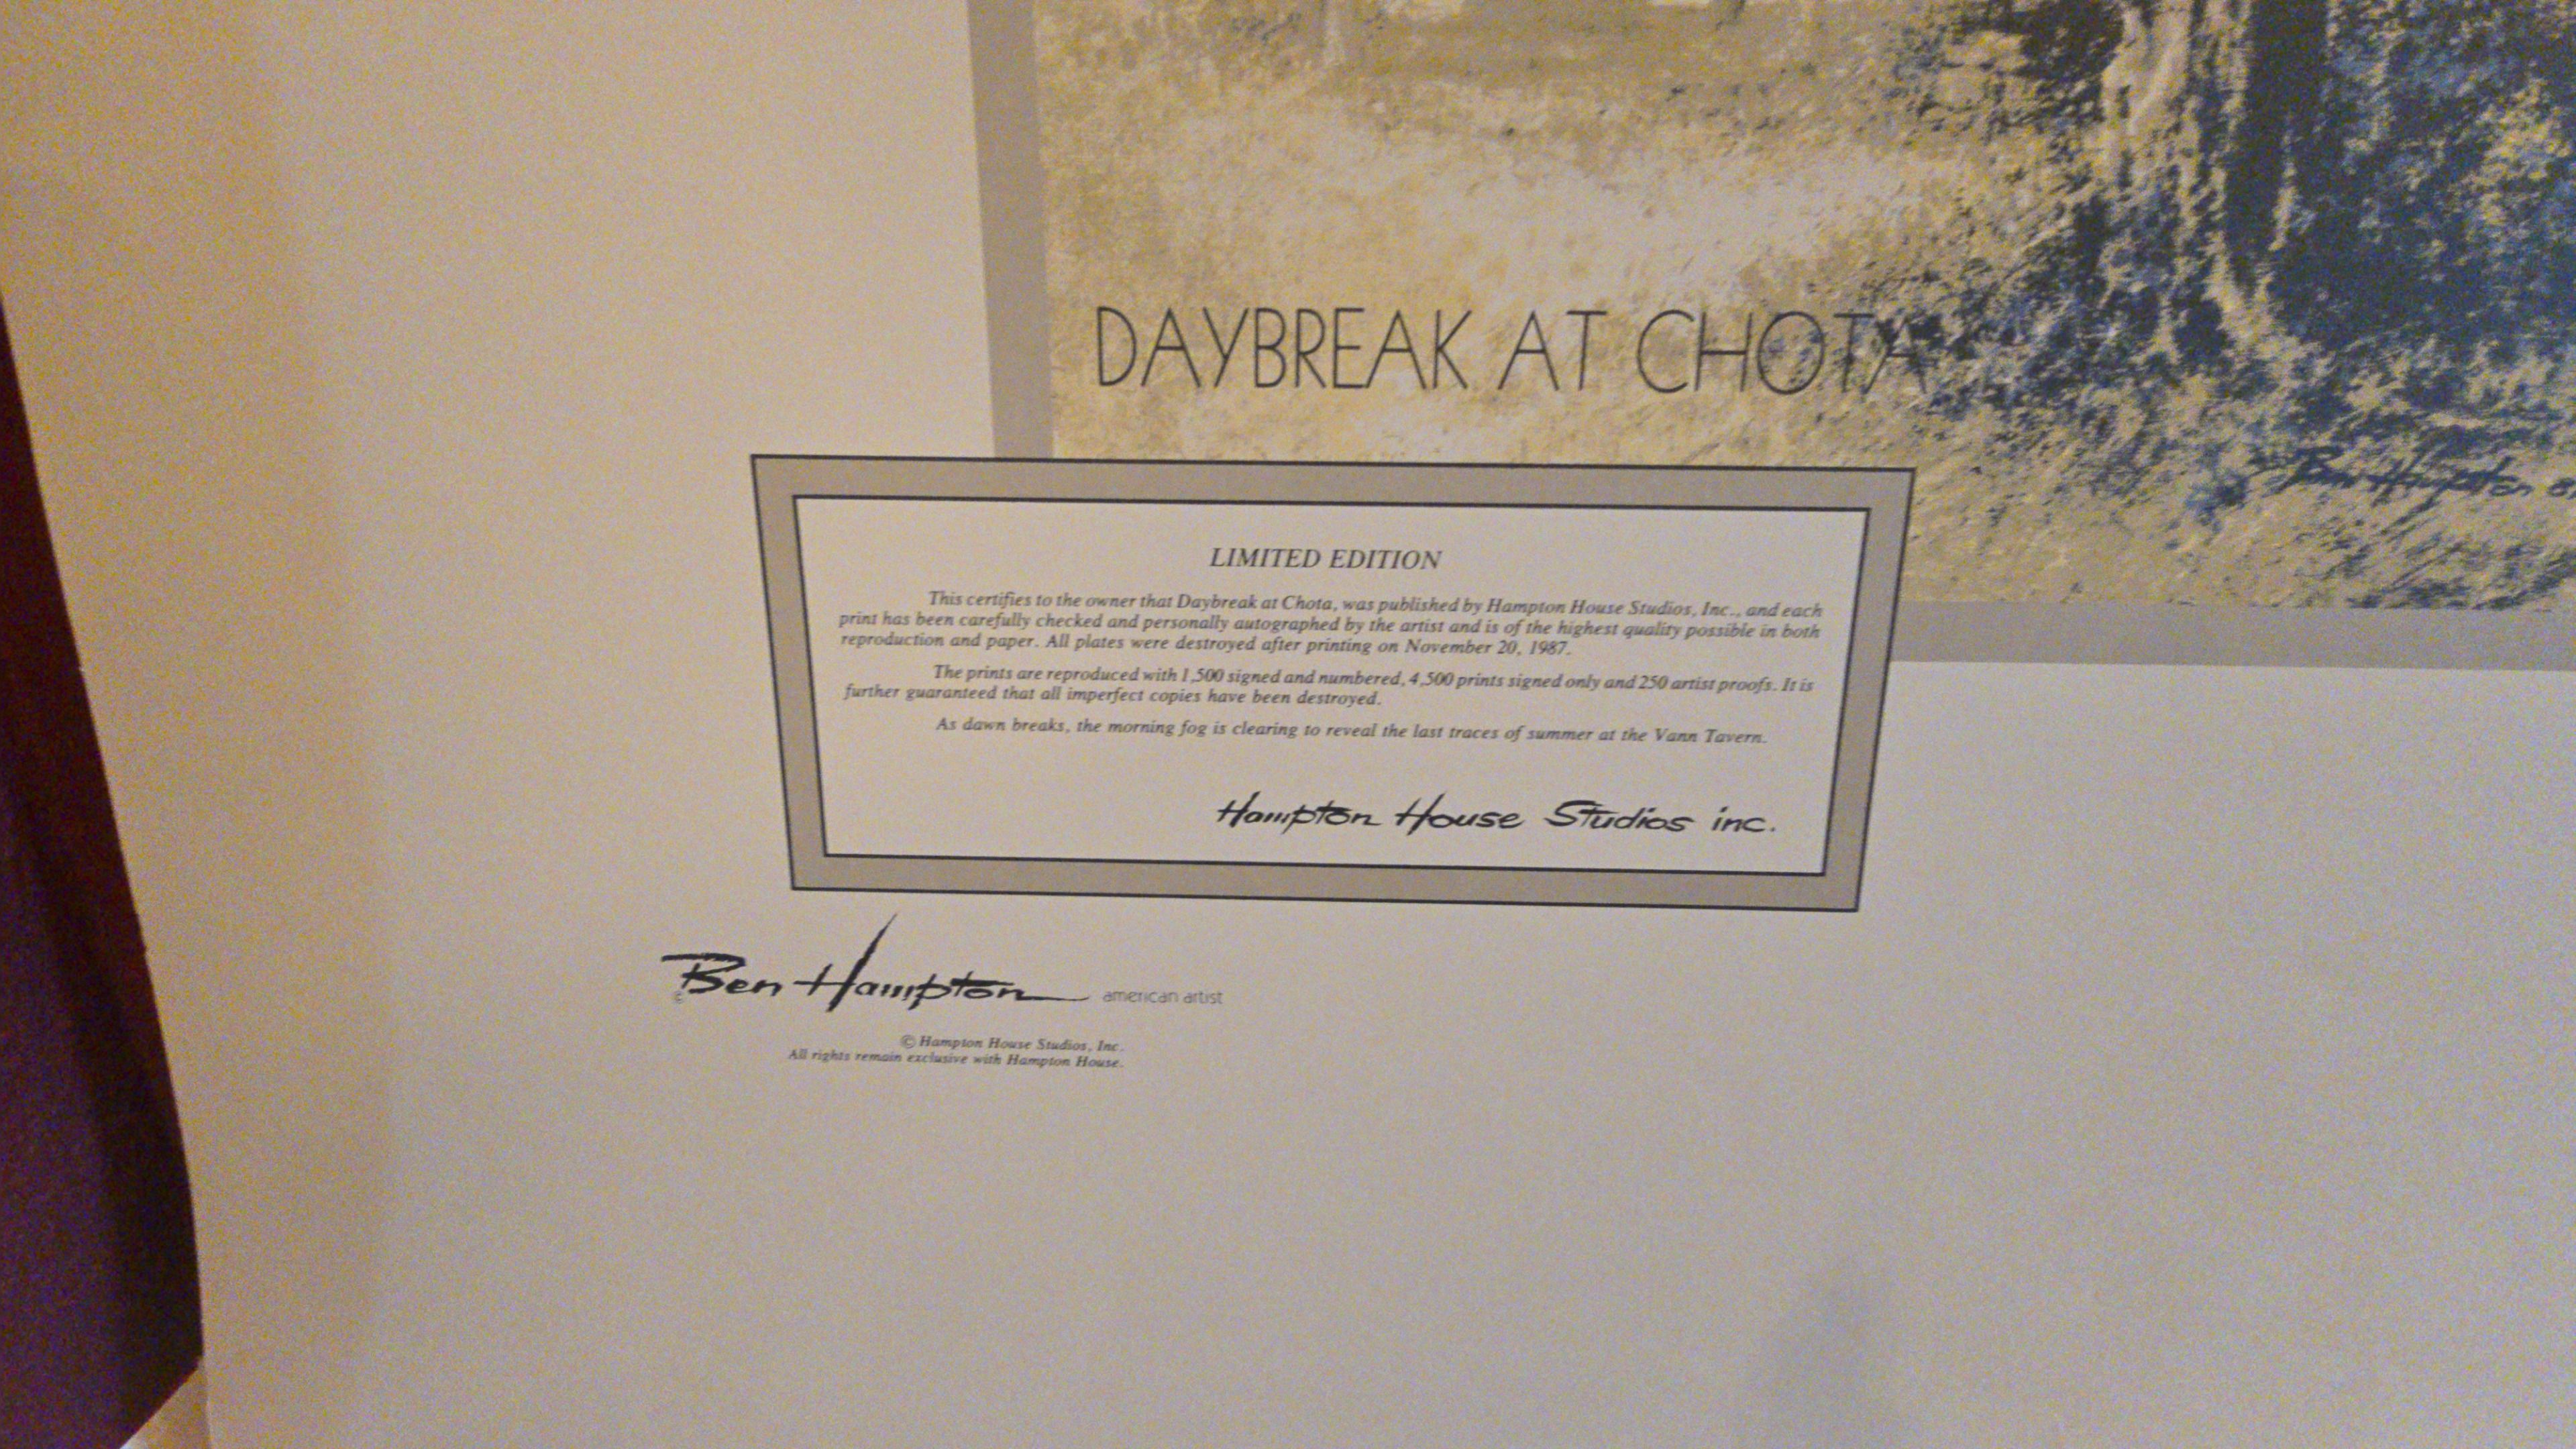 DAYBREAK AT CHOTA
Ben Hampton
LIMITED EDITION
This certifies to the owner that Daybreak at Chota, was published by Hampton House Studios, Inc., and each
print has been carefully checked and personally autographed by the artist and is of the highest quality possible in both
reproduction and paper. All plates were destroyed after printing on November 20, 1987.
The prints are reproduced with 1,500 signed and numbered, 4,500 prints signed only and 250 artist proofs. It is
further guaranteed that all imperfect copies have been destroyed.
As dawn breaks, the morning fog is clearing to reveal the last traces of summer at the Vann Tavern.
Hampton House Studios inc.
Ben Hampton american artist
© Hampton House Studios, Inc.
All rights remain exclusive with Hampton House.